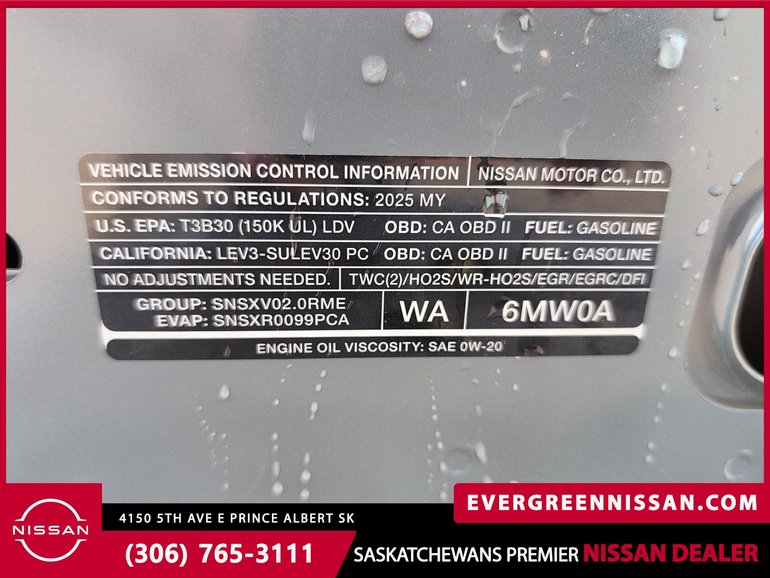 VEHICLE EMISSION CONTROL INFORMATION NISSAN MOTOR CO., LTD.
CONFORMS TO REGULATIONS: 2025 MY
U.S. EPA: T3B30 (150K UL) LDV OBD: CA OBD II FUEL: GASOLINE
CALIFORNIA: LEV3-SULEV30 PC OBD: CA OBD II FUEL: GASOLINE
NO ADJUSTMENTS NEEDED. TWC(2)/HO2S/WR-HO2S/EGR/EGRC/DFI
GROUP: SNSXV02.0RME
EVAP: SNSXR0099PCA
WA 6MW0A
ENGINE OIL VISCOSITY: SAE 0W-20
NISSAN
4150 5TH AVE E PRINCE ALBERT SK
EVERGREENNISSAN.COM
(306) 765-3111 SASKATCHEWANS PREMIER NISSAN DEALER